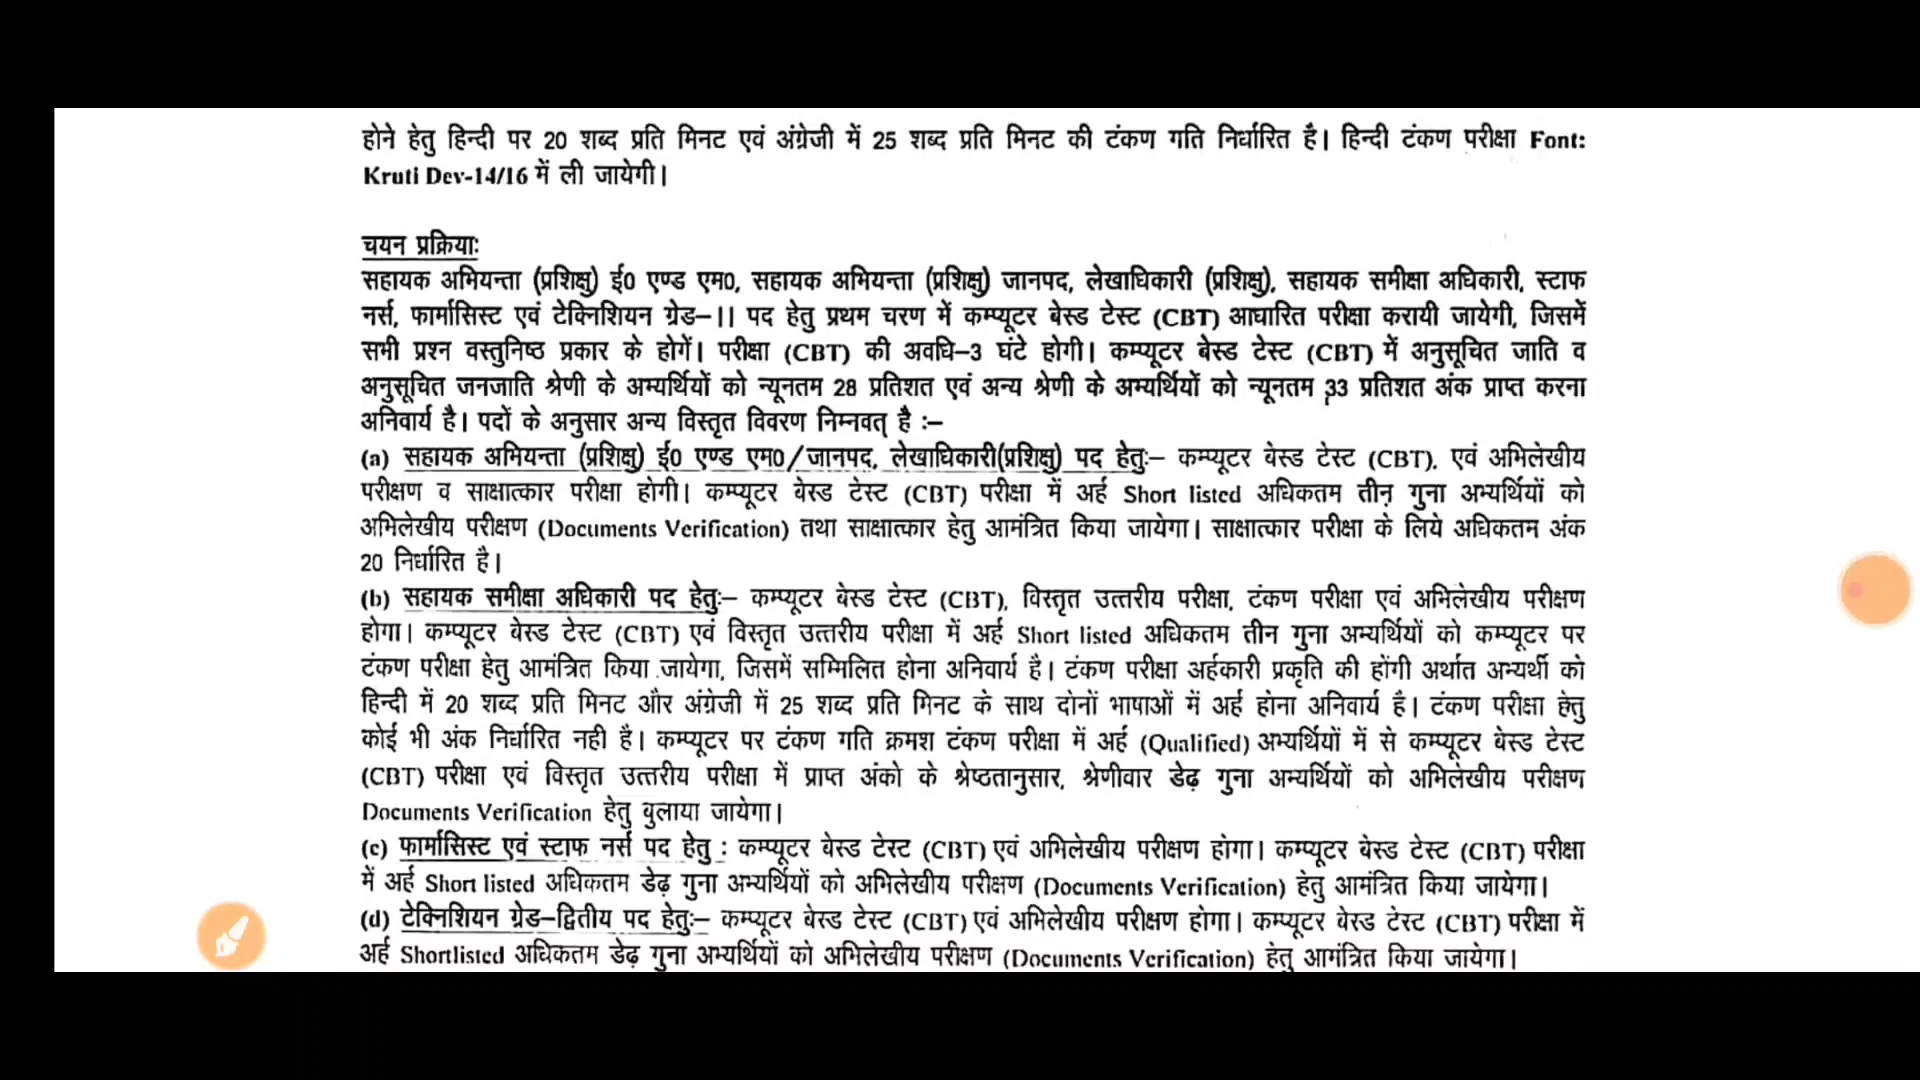 होने हेतु हिन्दी पर 20 शब्द प्रति मिनट एवं अंग्रेजी में 25 शब्द प्रति मिनट की टंकण गति निर्धारित है। हिन्दी टंकण परीक्षा Font:
Kruti Dev-14/16 में ली जायेगी।
चयन प्रक्रियाः
सहायक अभियन्ता (प्रशिक्षु) ई0 एण्ड एम0, सहायक अभियन्ता (प्रशिक्षु) जानपद, लेखाधिकारी (प्रशिक्षु), सहायक समीक्षा अधिकारी, स्टाफ
नर्स, फार्मासिस्ट एवं टेक्निशियन ग्रेड–II पद हेतु प्रथम चरण में कम्प्यूटर बेस्ड टेस्ट (CBT) आधारित परीक्षा करायी जायेगी, जिसमें
सभी प्रश्न वस्तुनिष्ठ प्रकार के होगें। परीक्षा (CBT) की अवधि–3 घंटे होगी। कम्प्यूटर बेस्ड टेस्ट (CBT) में अनुसूचित जाति व
अनुसूचित जनजाति श्रेणी के अभ्यर्थियों को न्यूनतम 28 प्रतिशत एवं अन्य श्रेणी के अभ्यर्थियों को न्यूनतम 33 प्रतिशत अंक प्राप्त करना
अनिवार्य है। पदों के अनुसार अन्य विस्तृत विवरण निम्नवत् है :–
(a) सहायक अभियन्ता (प्रशिक्षु) ई0 एण्ड एम0/जानपद, लेखाधिकारी(प्रशिक्षु) पद हेतुः– कम्प्यूटर बेस्ड टेस्ट (CBT), एवं अभिलेखीय
परीक्षण व साक्षात्कार परीक्षा होगी। कम्प्यूटर बेस्ड टेस्ट (CBT) परीक्षा में अर्ह Short listed अधिकतम तीन गुना अभ्यर्थियों को
अभिलेखीय परीक्षण (Documents Verification) तथा साक्षात्कार हेतु आमंत्रित किया जायेगा। साक्षात्कार परीक्षा के लिये अधिकतम अंक
20 निर्धारित है।
(b) सहायक समीक्षा अधिकारी पद हेतुः– कम्प्यूटर बेस्ड टेस्ट (CBT), विस्तृत उत्तरीय परीक्षा, टंकण परीक्षा एवं अभिलेखीय परीक्षण
होगा। कम्प्यूटर बेस्ड टेस्ट (CBT) एवं विस्तृत उत्तरीय परीक्षा में अर्ह Short listed अधिकतम तीन गुना अभ्यर्थियों को कम्प्यूटर पर
टंकण परीक्षा हेतु आमंत्रित किया जायेगा, जिसमें सम्मिलित होना अनिवार्य है। टंकण परीक्षा अर्हकारी प्रकृति की होंगी अर्थात अभ्यर्थी को
हिन्दी में 20 शब्द प्रति मिनट और अंग्रेजी में 25 शब्द प्रति मिनट के साथ दोनों भाषाओं में अर्ह होना अनिवार्य है। टंकण परीक्षा हेतु
कोई भी अंक निर्धारित नही है। कम्प्यूटर पर टंकण गति क्रमश टंकण परीक्षा में अर्ह (Qualified) अभ्यर्थियों में से कम्प्यूटर बेस्ड टेस्ट
(CBT) परीक्षा एवं विस्तृत उत्तरीय परीक्षा में प्राप्त अंको के श्रेष्ठतानुसार, श्रेणीवार डेढ़ गुना अभ्यर्थियों को अभिलेखीय परीक्षण
Documents Verification हेतु बुलाया जायेगा।
(c) फार्मासिस्ट एवं स्टाफ नर्स पद हेतु : कम्प्यूटर बेस्ड टेस्ट (CBT) एवं अभिलेखीय परीक्षण होगा। कम्प्यूटर बेस्ड टेस्ट (CBT) परीक्षा
में अर्ह Short listed अधिकतम डेढ़ गुना अभ्यर्थियों को अभिलेखीय परीक्षण (Documents Verification) हेतु आमंत्रित किया जायेगा।
(d) टेक्निशियन ग्रेड–द्वितीय पद हेतुः– कम्प्यूटर बेस्ड टेस्ट (CBT) एवं अभिलेखीय परीक्षण होगा। कम्प्यूटर बेस्ड टेस्ट (CBT) परीक्षा में
अर्ह Shortlisted अधिकतम डेढ़ गुना अभ्यर्थियों को अभिलेखीय परीक्षण (Documents Verification) हेतु आमंत्रित किया जायेगा।